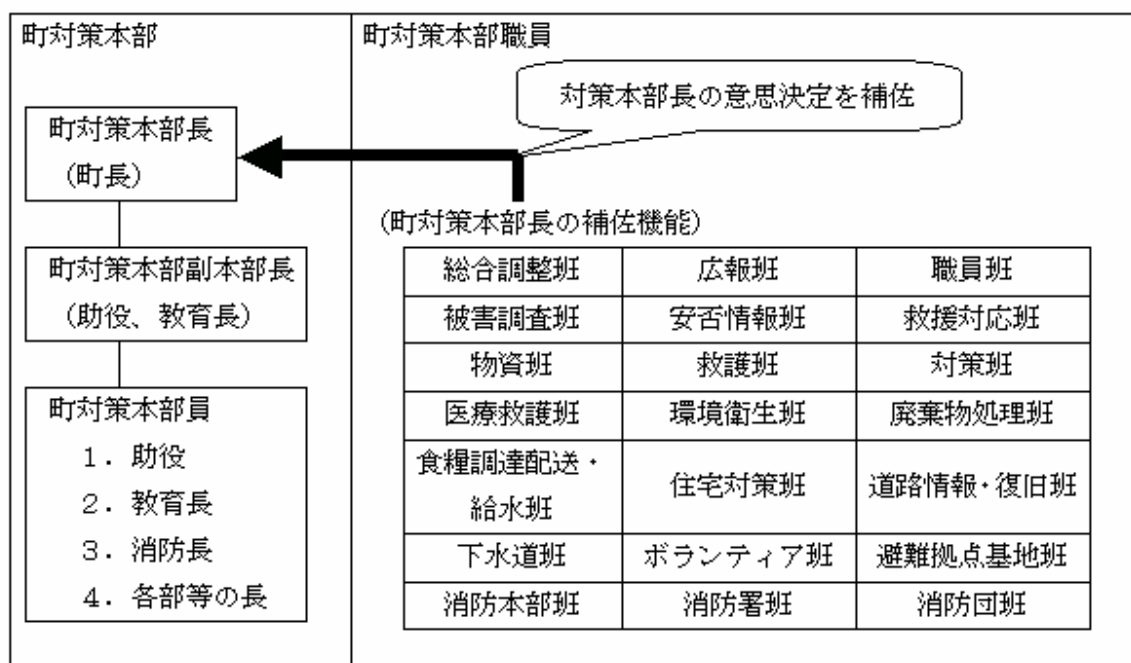 町対策本部
町対策本部長
(町長)
町対策本部副本部長
(助役、教育長)
町対策本部員
1. 助役
2. 教育長
3. 消防長
4. 各部等の長
町対策本部職員
対策本部長の意思決定を補佐
(町対策本部長の補佐機能)
総合調整班 広報班 職員班
被害調査班 安否情報班 救援対応班
物資班 救護班 対策班
医療救護班 環境衛生班 廃棄物処理班
食糧調達配送・
給水班 住宅対策班 道路情報・復旧班
下水道班 ボランティア班 避難拠点基地班
消防本部班 消防署班 消防団班